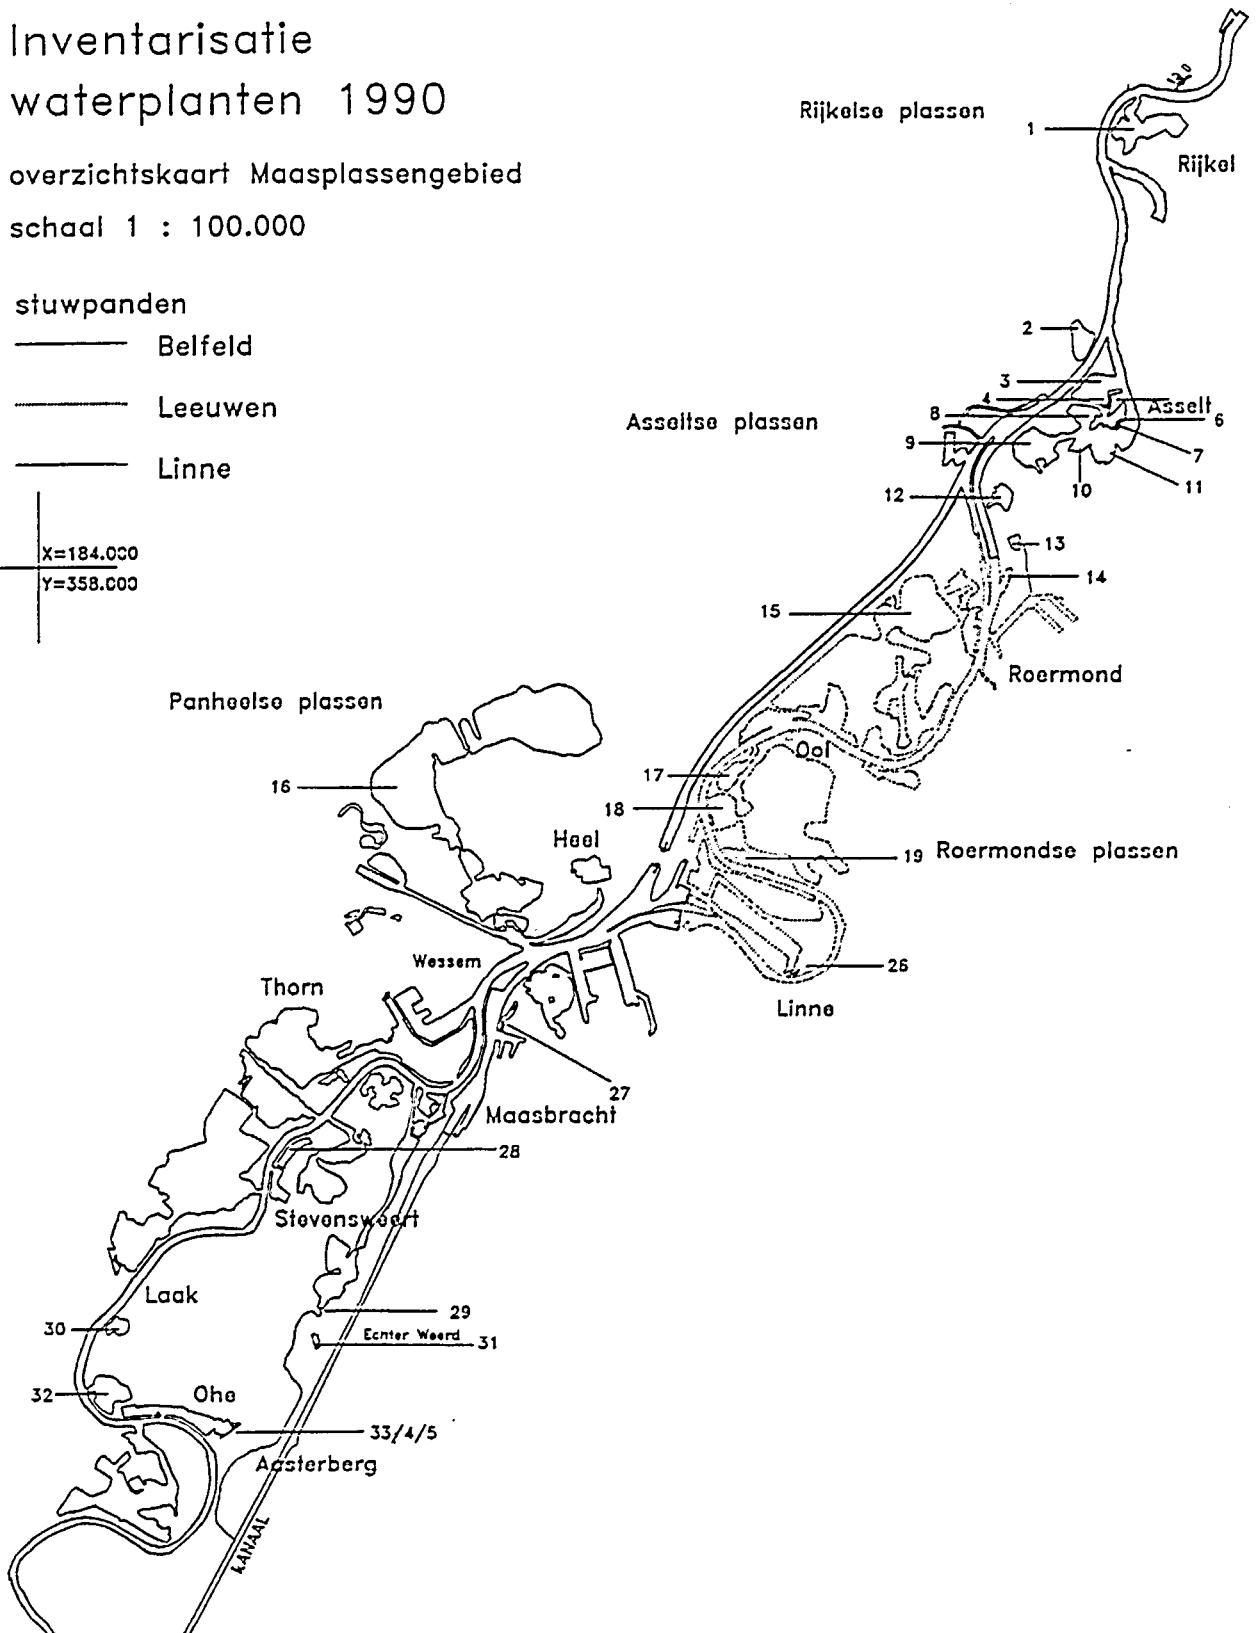 Inventarisatie
waterplanten 1990
overzichtskaart Maasplassengebied
schaal 1 : 100.000
stuwpanden
Belfeld
Leeuwen
Linne
X=184.000
Y=358.000
Rijkelse plassen
1
Rijkel
2
3
4
Asselt
8
6
Asseltse plassen
9
7
10
11
12
13
14
15
Roermond
Panheelse plassen
Ool
16
17
18
Heel
19
Roermondse plassen
Wessem
26
Thorn
Linne
27
Maasbracht
28
Stevensweert
Laak
29
30
Echter Weerd
31
32
Ohe
33/4/5
Aasterberg
KANAAL